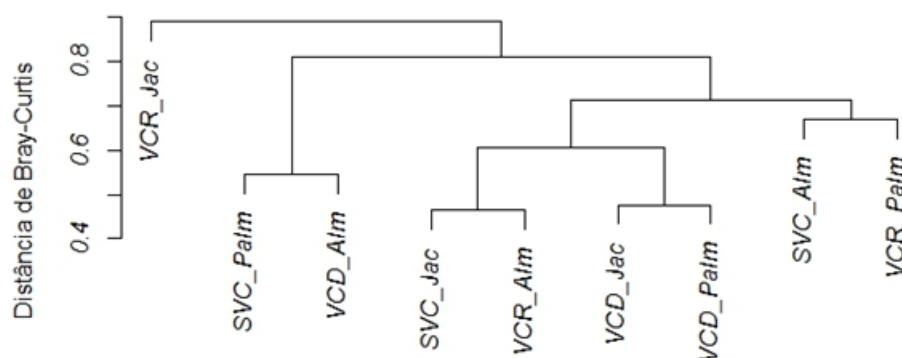 Distância de Bray-Curtis
0.8
0.6
0.4
VCR_Jac
SVC_Palm
VCD_Alm
SVC_Jac
VCR_Alm
VCD_Jac
VCD_Palm
SVC_Alm
VCR_Palm